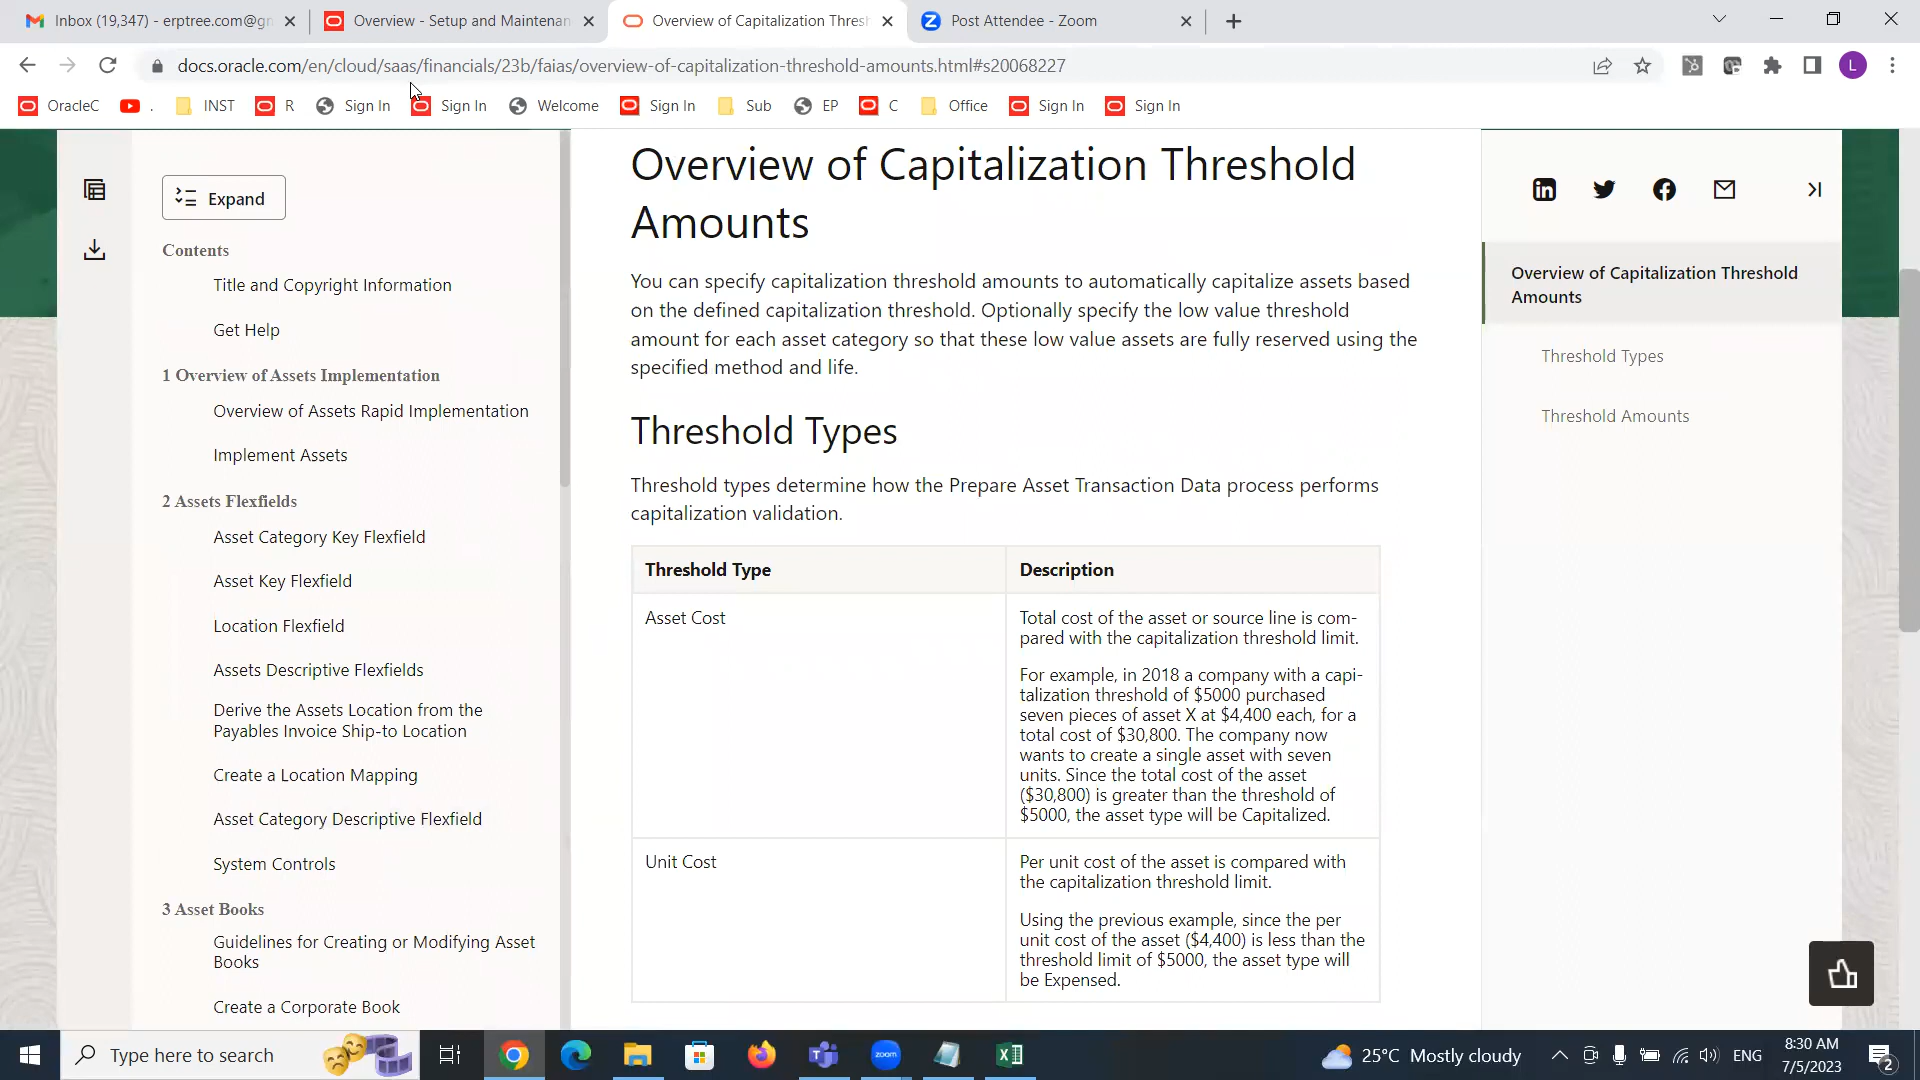 Inbox (19,347) - erptree.com@gm
Overview - Setup and Maintenan
Overview of Capitalization Thresh
Post Attendee - Zoom
docs.oracle.com/en/cloud/saas/financials/23b/faias/overview-of-capitalization-threshold-amounts.html#s20068227
L
OracleC
.
INST
R
Sign In
Sign In
Welcome
Sign In
Sub
EP
C
Office
Sign In
Sign In
Expand
Contents
Title and Copyright Information
Get Help
1 Overview of Assets Implementation
Overview of Assets Rapid Implementation
Implement Assets
2 Assets Flexfields
Asset Category Key Flexfield
Asset Key Flexfield
Location Flexfield
Assets Descriptive Flexfields
Derive the Assets Location from the
Payables Invoice Ship-to Location
Create a Location Mapping
Asset Category Descriptive Flexfield
System Controls
3 Asset Books
Guidelines for Creating or Modifying Asset
Books
Create a Corporate Book
Overview of Capitalization Threshold
Amounts
You can specify capitalization threshold amounts to automatically capitalize assets based
on the defined capitalization threshold. Optionally specify the low value threshold
amount for each asset category so that these low value assets are fully reserved using the
specified method and life.
Threshold Types
Threshold types determine how the Prepare Asset Transaction Data process performs
capitalization validation.
Threshold Type
Description
Asset Cost
Total cost of the asset or source line is com-
pared with the capitalization threshold limit.
For example, in 2018 a company with a capi-
talization threshold of $5000 purchased
seven pieces of asset X at $4,400 each, for a
total cost of $30,800. The company now
wants to create a single asset with seven
units. Since the total cost of the asset
($30,800) is greater than the threshold of
$5000, the asset type will be Capitalized.
Unit Cost
Per unit cost of the asset is compared with
the capitalization threshold limit.
Using the previous example, since the per
unit cost of the asset ($4,400) is less than the
threshold limit of $5000, the asset type will
be Expensed.
Overview of Capitalization Threshold
Amounts
Threshold Types
Threshold Amounts
Type here to search
zoom
25°C Mostly cloudy
ENG
8:30 AM
7/5/2023
2